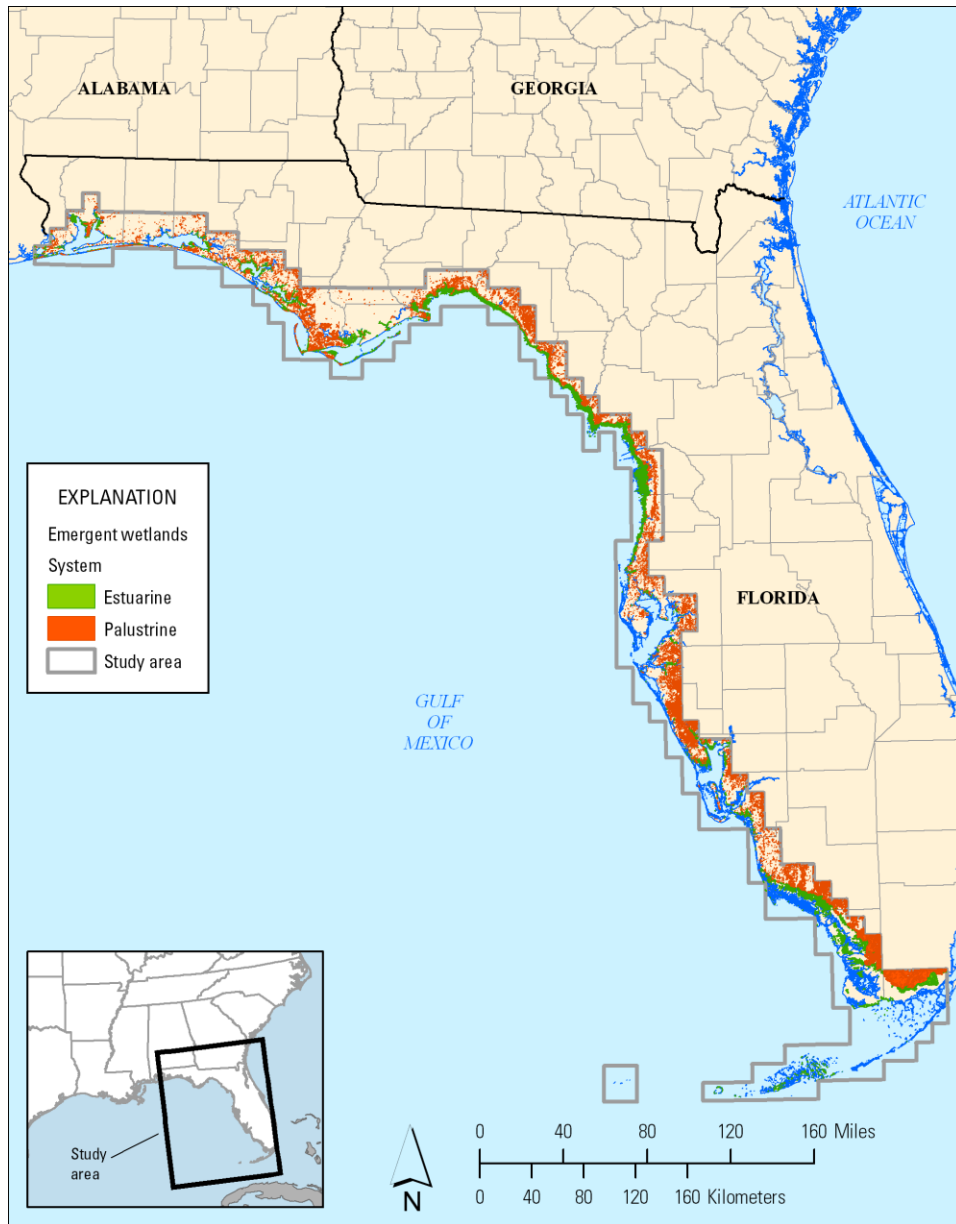 ALABAMA
GEORGIA
ATLANTIC
OCEAN
EXPLANATION
Emergent wetlands
System
Estuarine
Palustrine
Study area
FLORIDA
GULF
OF
MEXICO
Study
area
N
0 40 80 120 160 Miles
0 40 80 120 160 Kilometers